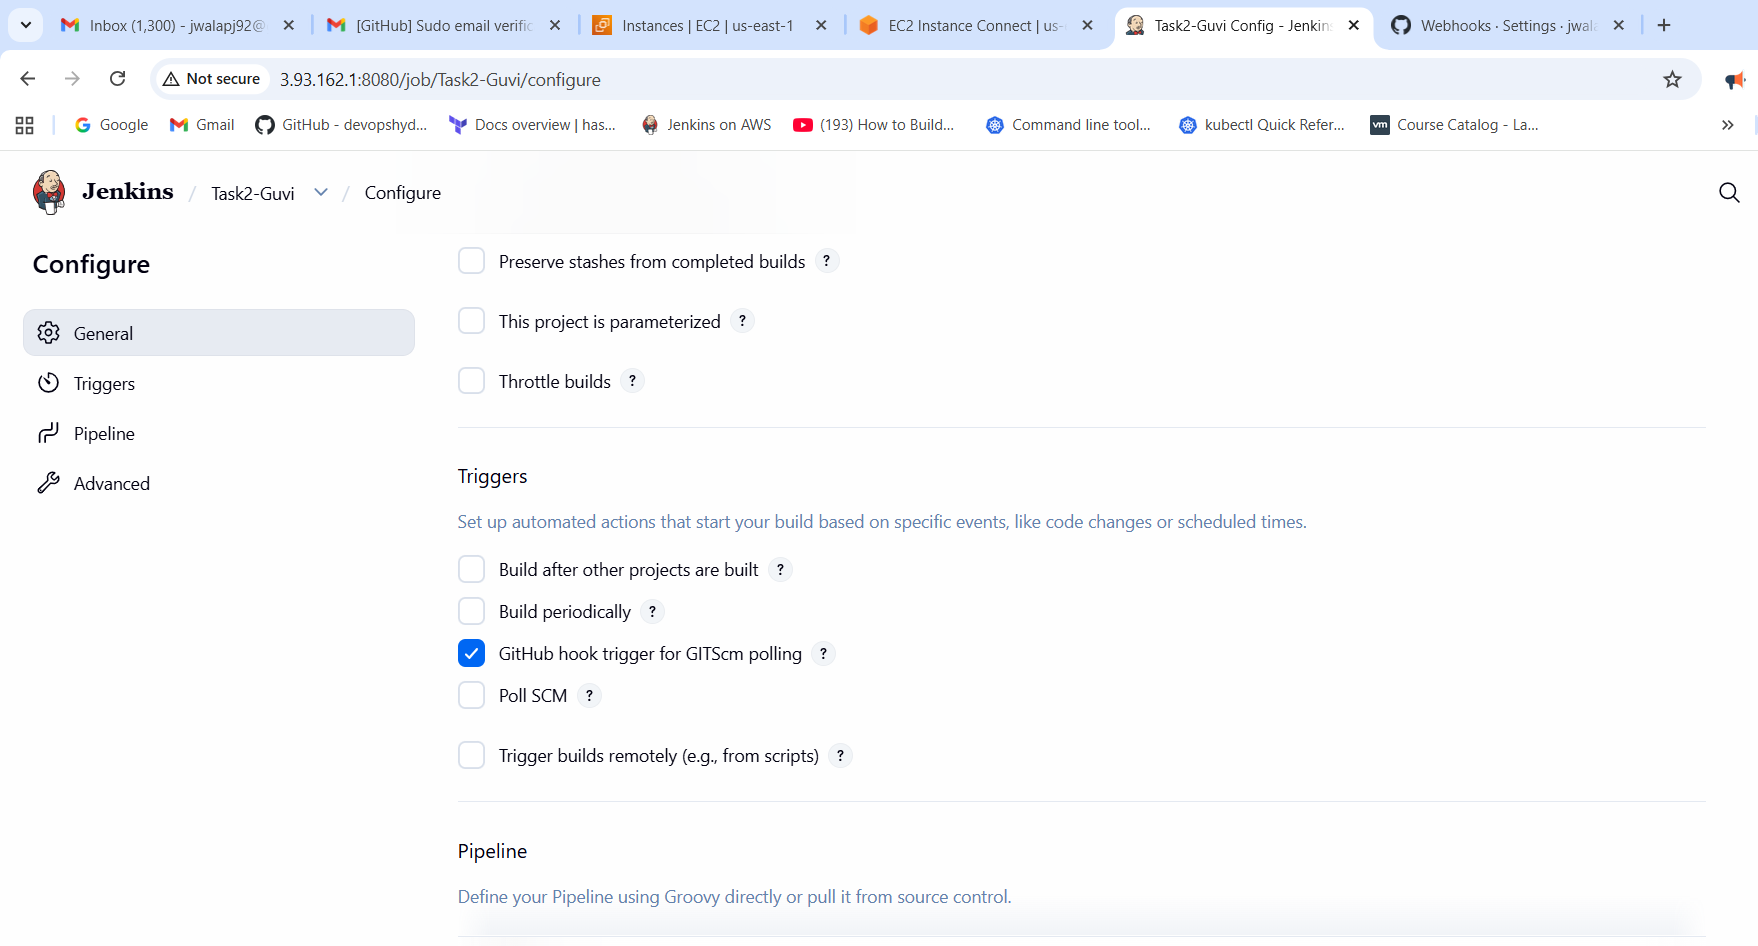 Inbox (1,300) - jwalapj92@
[GitHub] Sudo email verific
Instances | EC2 | us-east-1
EC2 Instance Connect | us-
Task2-Guvi Config - Jenkins
Webhooks · Settings · jwala
Not secure
3.93.162.1:8080/job/Task2-Guvi/configure
Google
Gmail
GitHub - devopshyd...
Docs overview | has...
Jenkins on AWS
(193) How to Build...
Command line tool...
kubectl Quick Refer...
vm
Course Catalog - La...
Jenkins / Task2-Guvi / Configure
Configure
General
Triggers
Pipeline
Advanced
Preserve stashes from completed builds ?
This project is parameterized ?
Throttle builds ?
Triggers
Set up automated actions that start your build based on specific events, like code changes or scheduled times.
Build after other projects are built ?
Build periodically ?
GitHub hook trigger for GITScm polling ?
Poll SCM ?
Trigger builds remotely (e.g., from scripts) ?
Pipeline
Define your Pipeline using Groovy directly or pull it from source control.